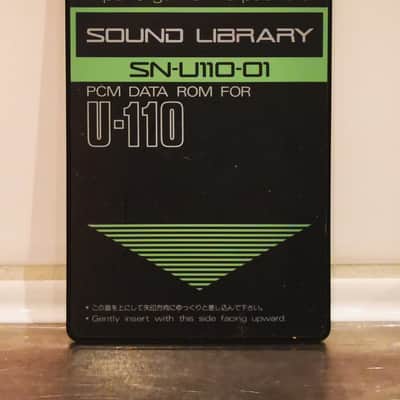 SOUND LIBRARY
SN-U110-01
PCM DATA ROM FOR
U-110
・この面を上にして矢印方向にゆっくりと差し込んで下さい。
・Gently insert with this side facing upward.